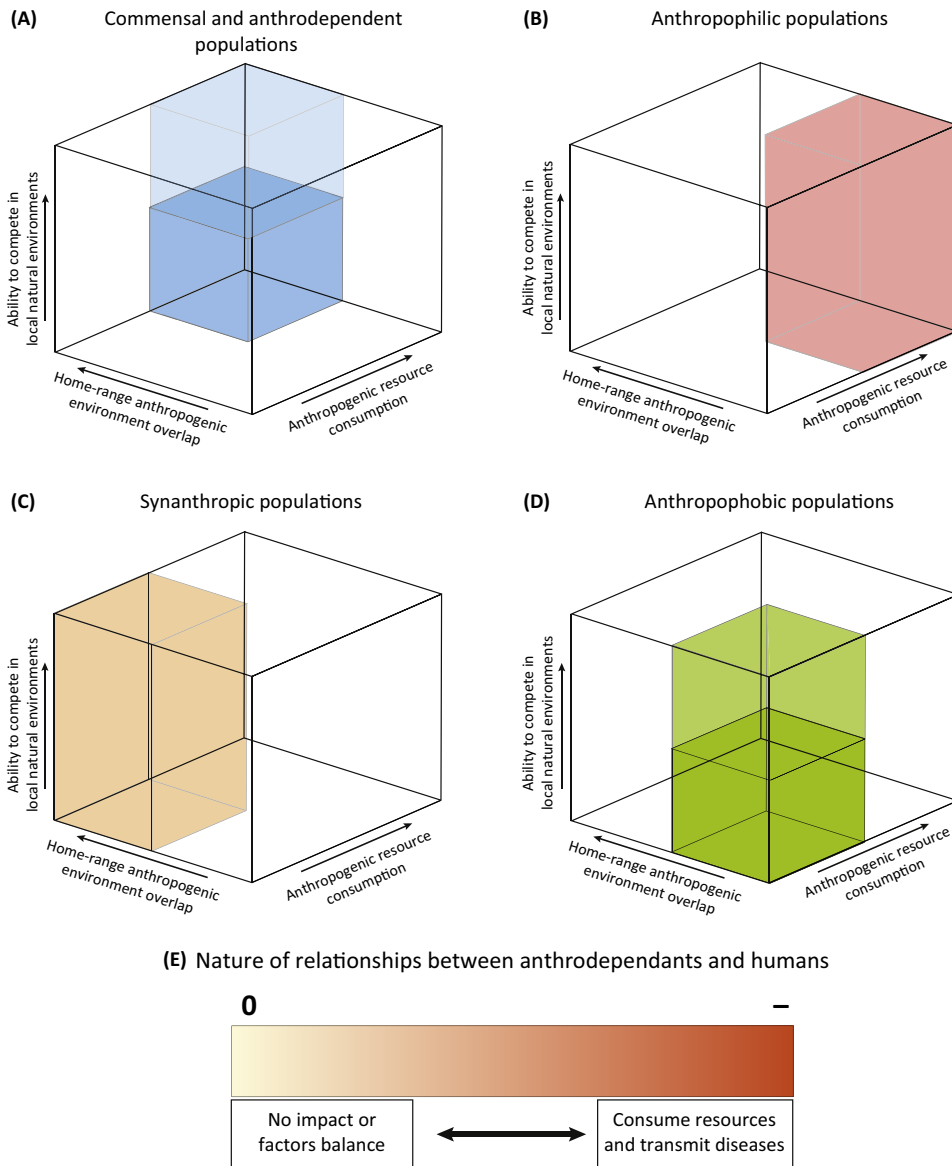 (A)
Commensal and anthrodependent
populations
Ability to compete in
local natural environments
Home-range anthropogenic
environment overlap
Anthropogenic resource
consumption
(B)
Anthropophilic populations
Ability to compete in
local natural environments
Home-range anthropogenic
environment overlap
Anthropogenic resource
consumption
(C)
Synanthropic populations
Ability to compete in
local natural environments
Home-range anthropogenic
environment overlap
Anthropogenic resource
consumption
(D)
Anthropophobic populations
Ability to compete in
local natural environments
Home-range anthropogenic
environment overlap
Anthropogenic resource
consumption
(E) Nature of relationships between anthrodependants and humans
0
–
No impact or
factors balance
Consume resources
and transmit diseases